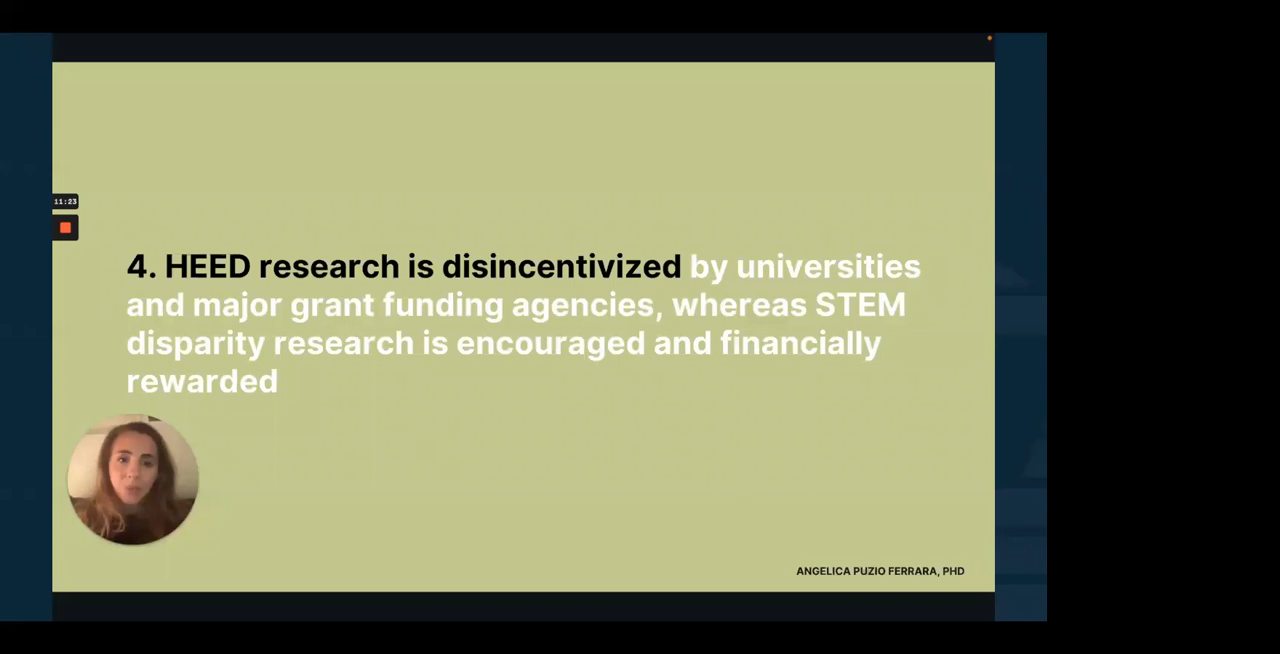 11:23
4. HEED research is disincentivized by universities
and major grant funding agencies, whereas STEM
disparity research is encouraged and financially
rewarded
ANGELICA PUZIO FERRARA, PHD